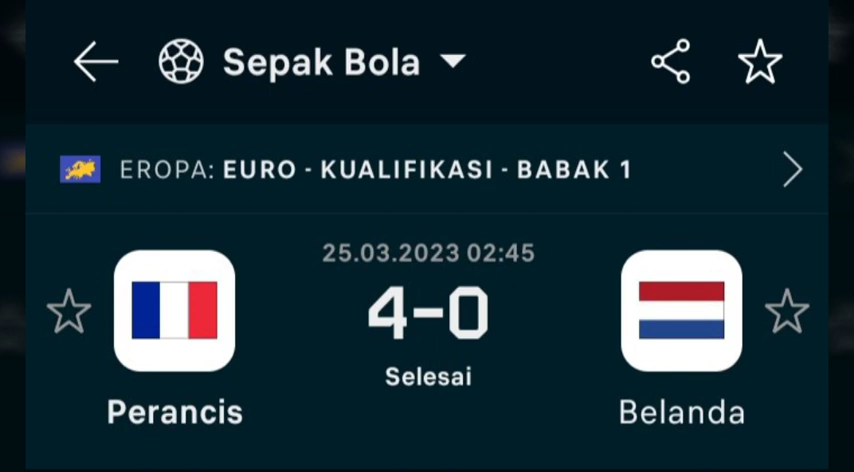 Sepak Bola
EROPA: EURO - KUALIFIKASI - BABAK 1
25.03.2023 02:45
4-0
Selesai
Perancis
Belanda